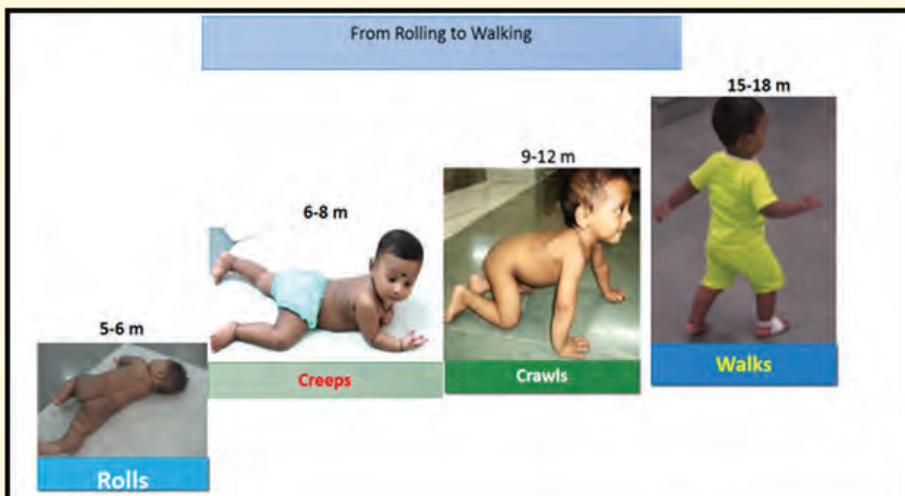 From Rolling to Walking
15-18 m
9-12 m
6-8 m
5-6 m
Creeps
Crawls
Walks
Rolls